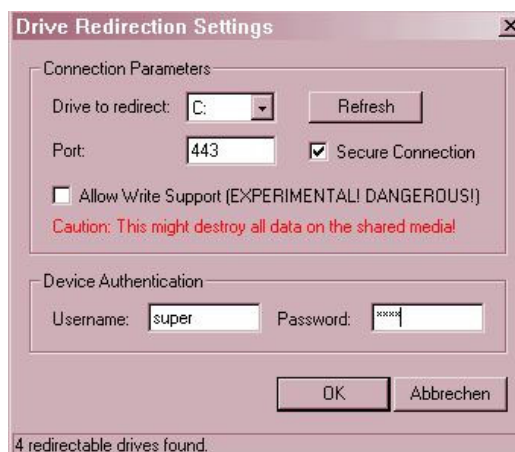 Drive Redirection Settings
Connection Parameters
Drive to redirect: C: Refresh
Port: 443 Secure Connection
Allow Write Support (EXPERIMENTAL! DANGEROUS!)
Caution: This might destroy all data on the shared media!
Device Authentication
Username: super Password: ****
OK Abbrechen
4 redirectable drives found.